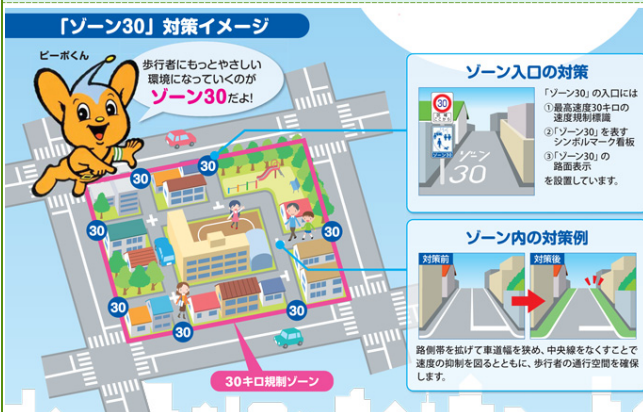 「ゾーン30」対策イメージ
ピーポくん
歩行者にもっとやさしい
環境になっていくのが
ゾーン30だよ!
30
30
30
30
30
30
30
30キロ規制ゾーン
ゾーン入口の対策
30
ゾーン
30
「ゾーン30」の入口には
①最高速度30キロの
速度規制標識
②「ゾーン30」を表す
シンボルマーク看板
③「ゾーン30」の
路面表示
を設置しています。
ゾーン内の対策例
対策前
対策後
路側帯を拡げて車道幅を狭め、中央線をなくすことで
速度の抑制を図るとともに、歩行者の通行空間を確保
します。